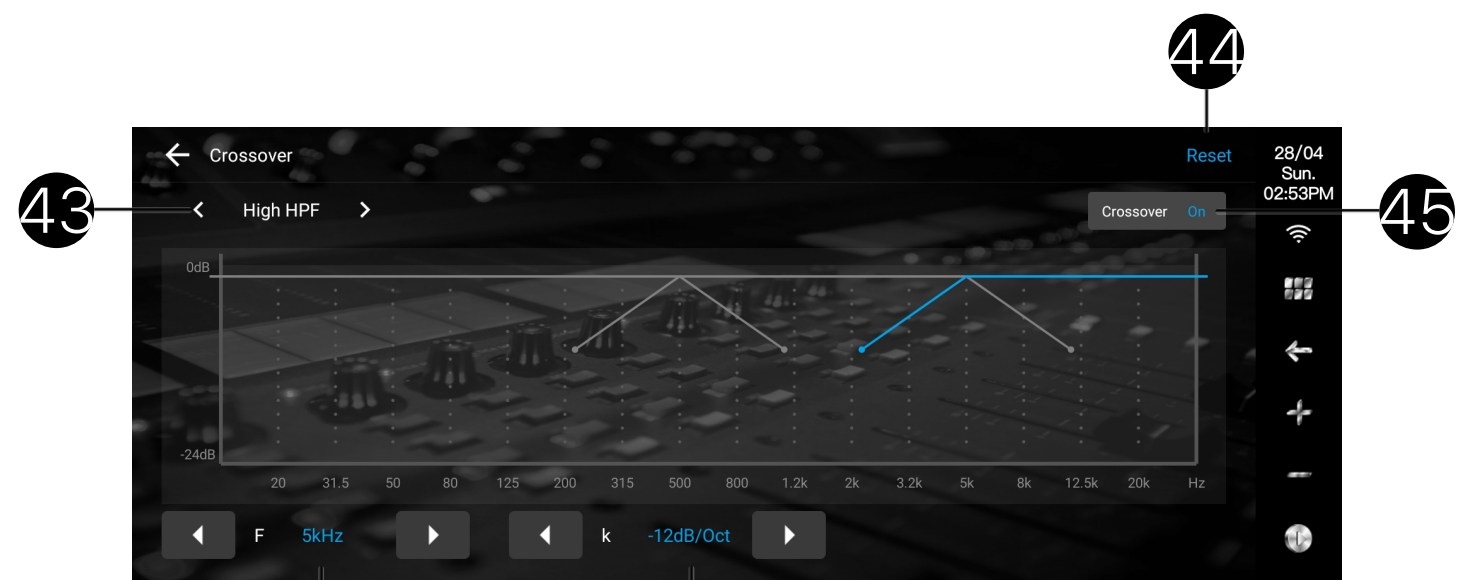 44
Crossover
Reset
28/04
Sun.
02:53PM
43
High HPF
Crossover On
45
0dB
-24dB
20 31.5 50 80 125 200 315 500 800 1.2k 2k 3.2k 5k 8k 12.5k 20k Hz
F 5kHz k -12dB/Oct